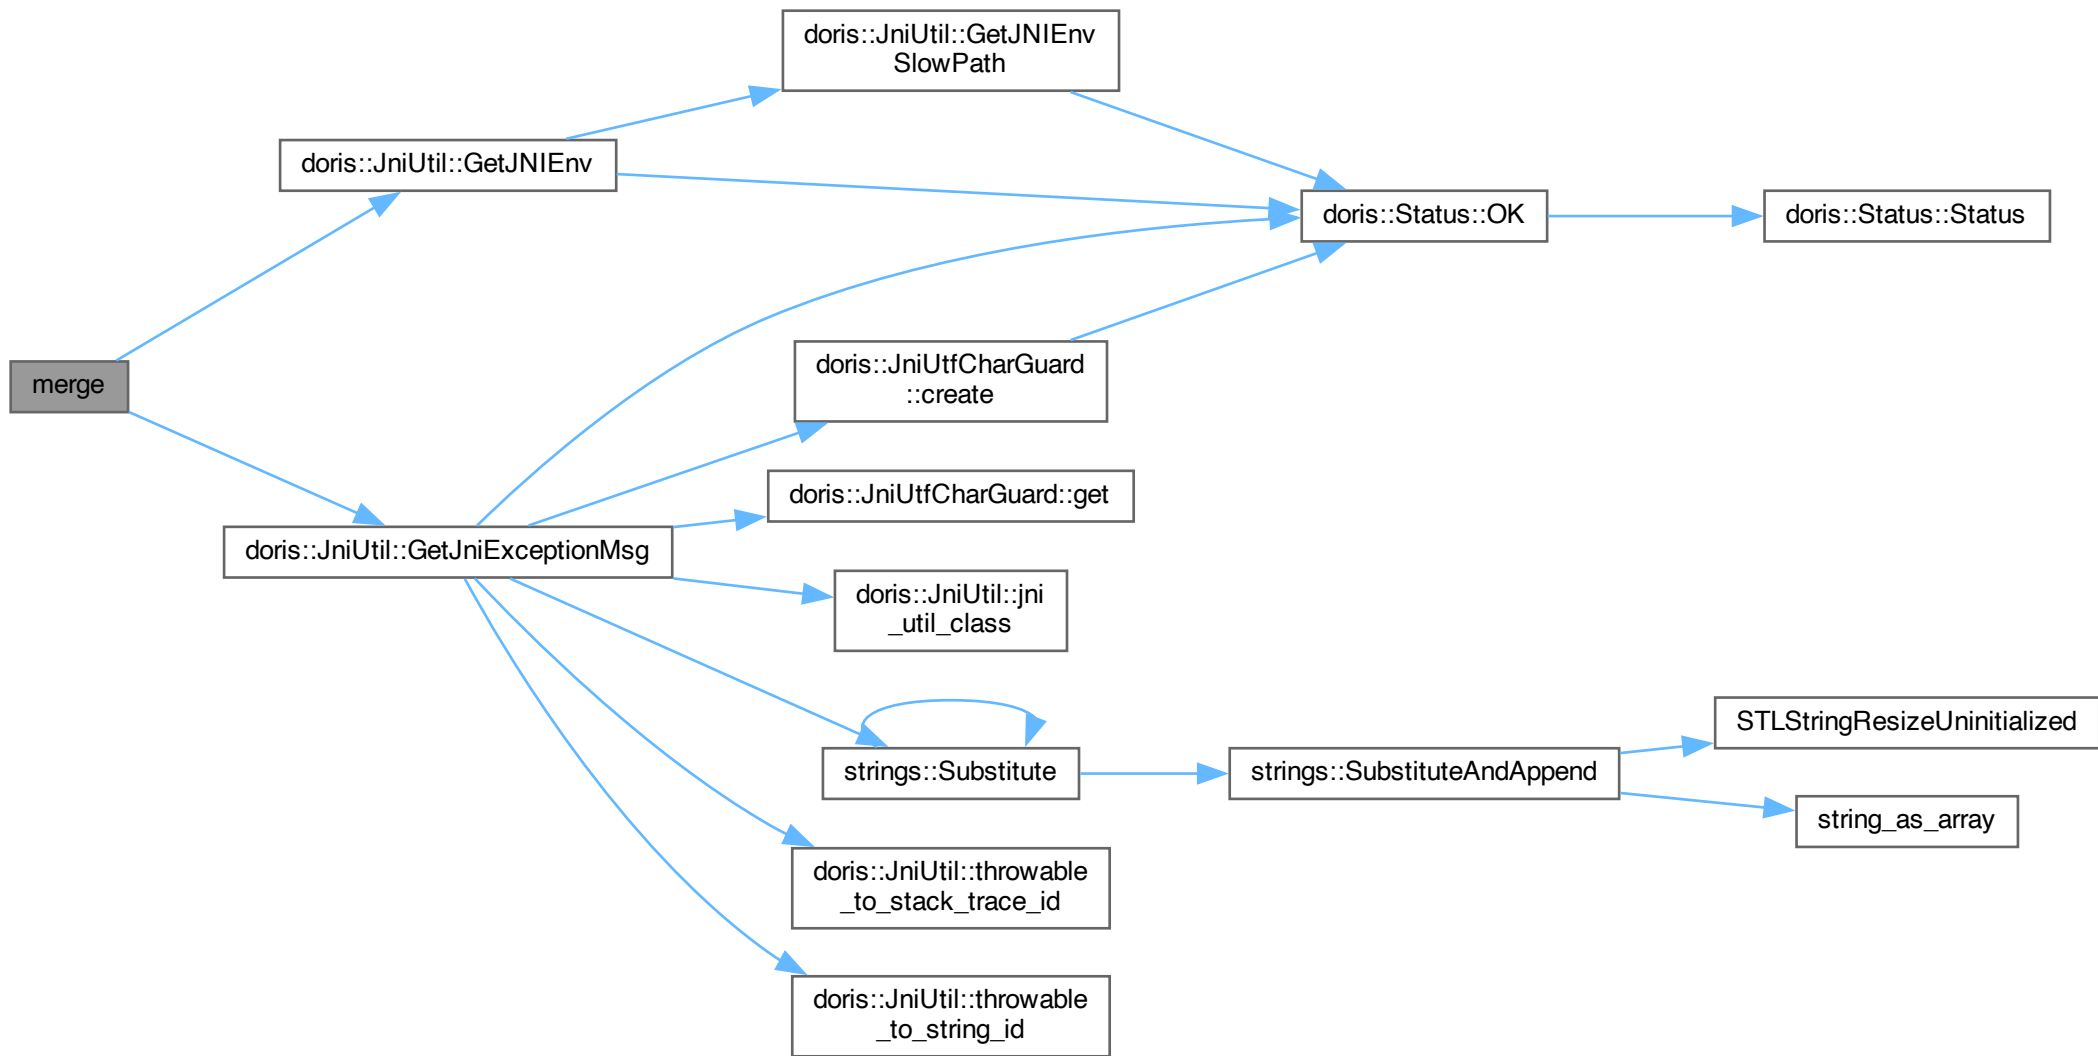 doris::JniUtil::GetJNIEnv
SlowPath
doris::JniUtil::GetJNIEnv
doris::Status::OK
doris::Status::Status
merge
doris::JniUtfCharGuard
::create
doris::JniUtfCharGuard::get
doris::JniUtil::GetJniExceptionMsg
doris::JniUtil::jni
_util_class
strings::Substitute
strings::SubstituteAndAppend
STLStringResizeUninitialized
string_as_array
doris::JniUtil::throwable
_to_stack_trace_id
doris::JniUtil::throwable
_to_string_id